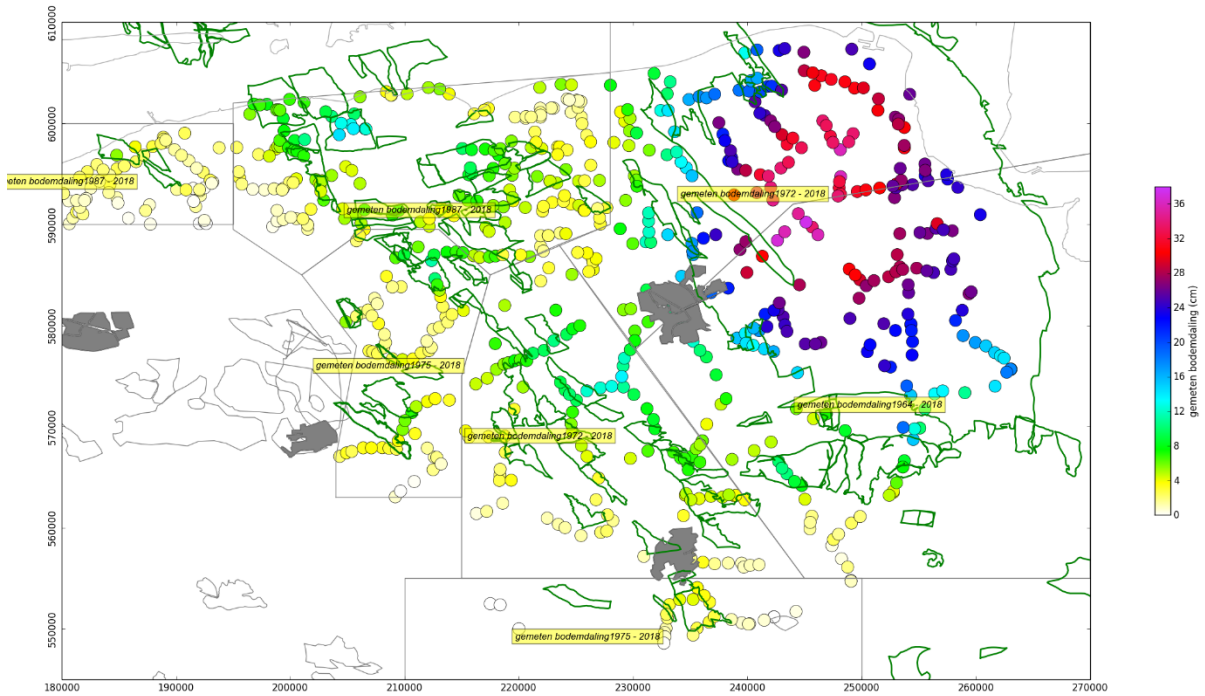 610000
600000
590000
580000
570000
560000
550000
180000 190000 200000 210000 220000 230000 240000 250000 260000 270000
meten bodemdaling1987 - 2018
gemeten bodemdaling1987 - 2018
gemeten bodemdaling1972 - 2018
gemeten bodemdaling1975 - 2018
gemeten bodemdaling1972 - 2018
gemeten bodemdaling1964 - 2018
gemeten bodemdaling1975 - 2018
36
32
28
24
20
16
12
8
4
0
gemeten bodemdaling (cm)